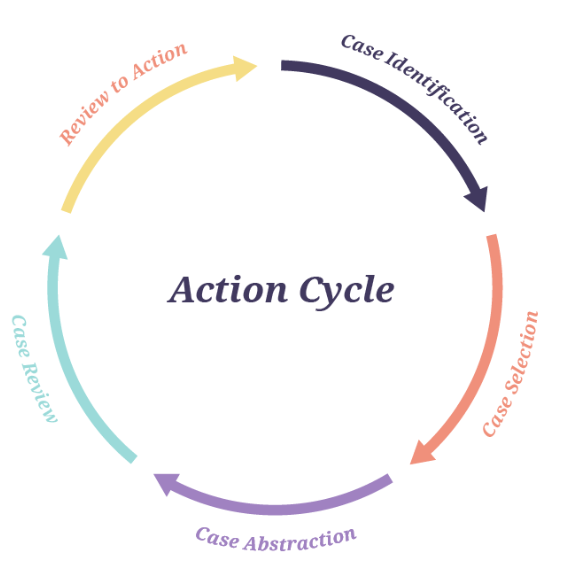 Case Identification
Case Selection
Case Abstraction
Case Review
Review to Action
Action Cycle